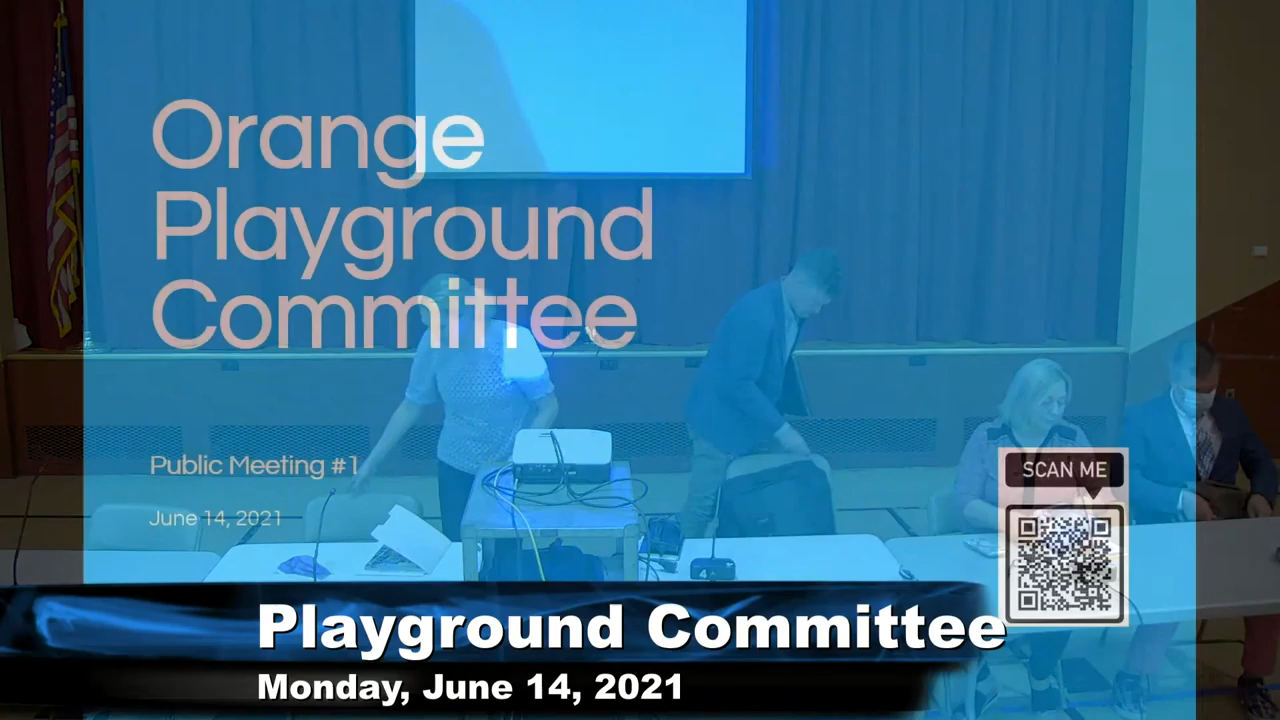 Orange
Playground
Committee
Public Meeting #1
June 14, 2021
SCAN ME
Playground Committee
Monday, June 14, 2021